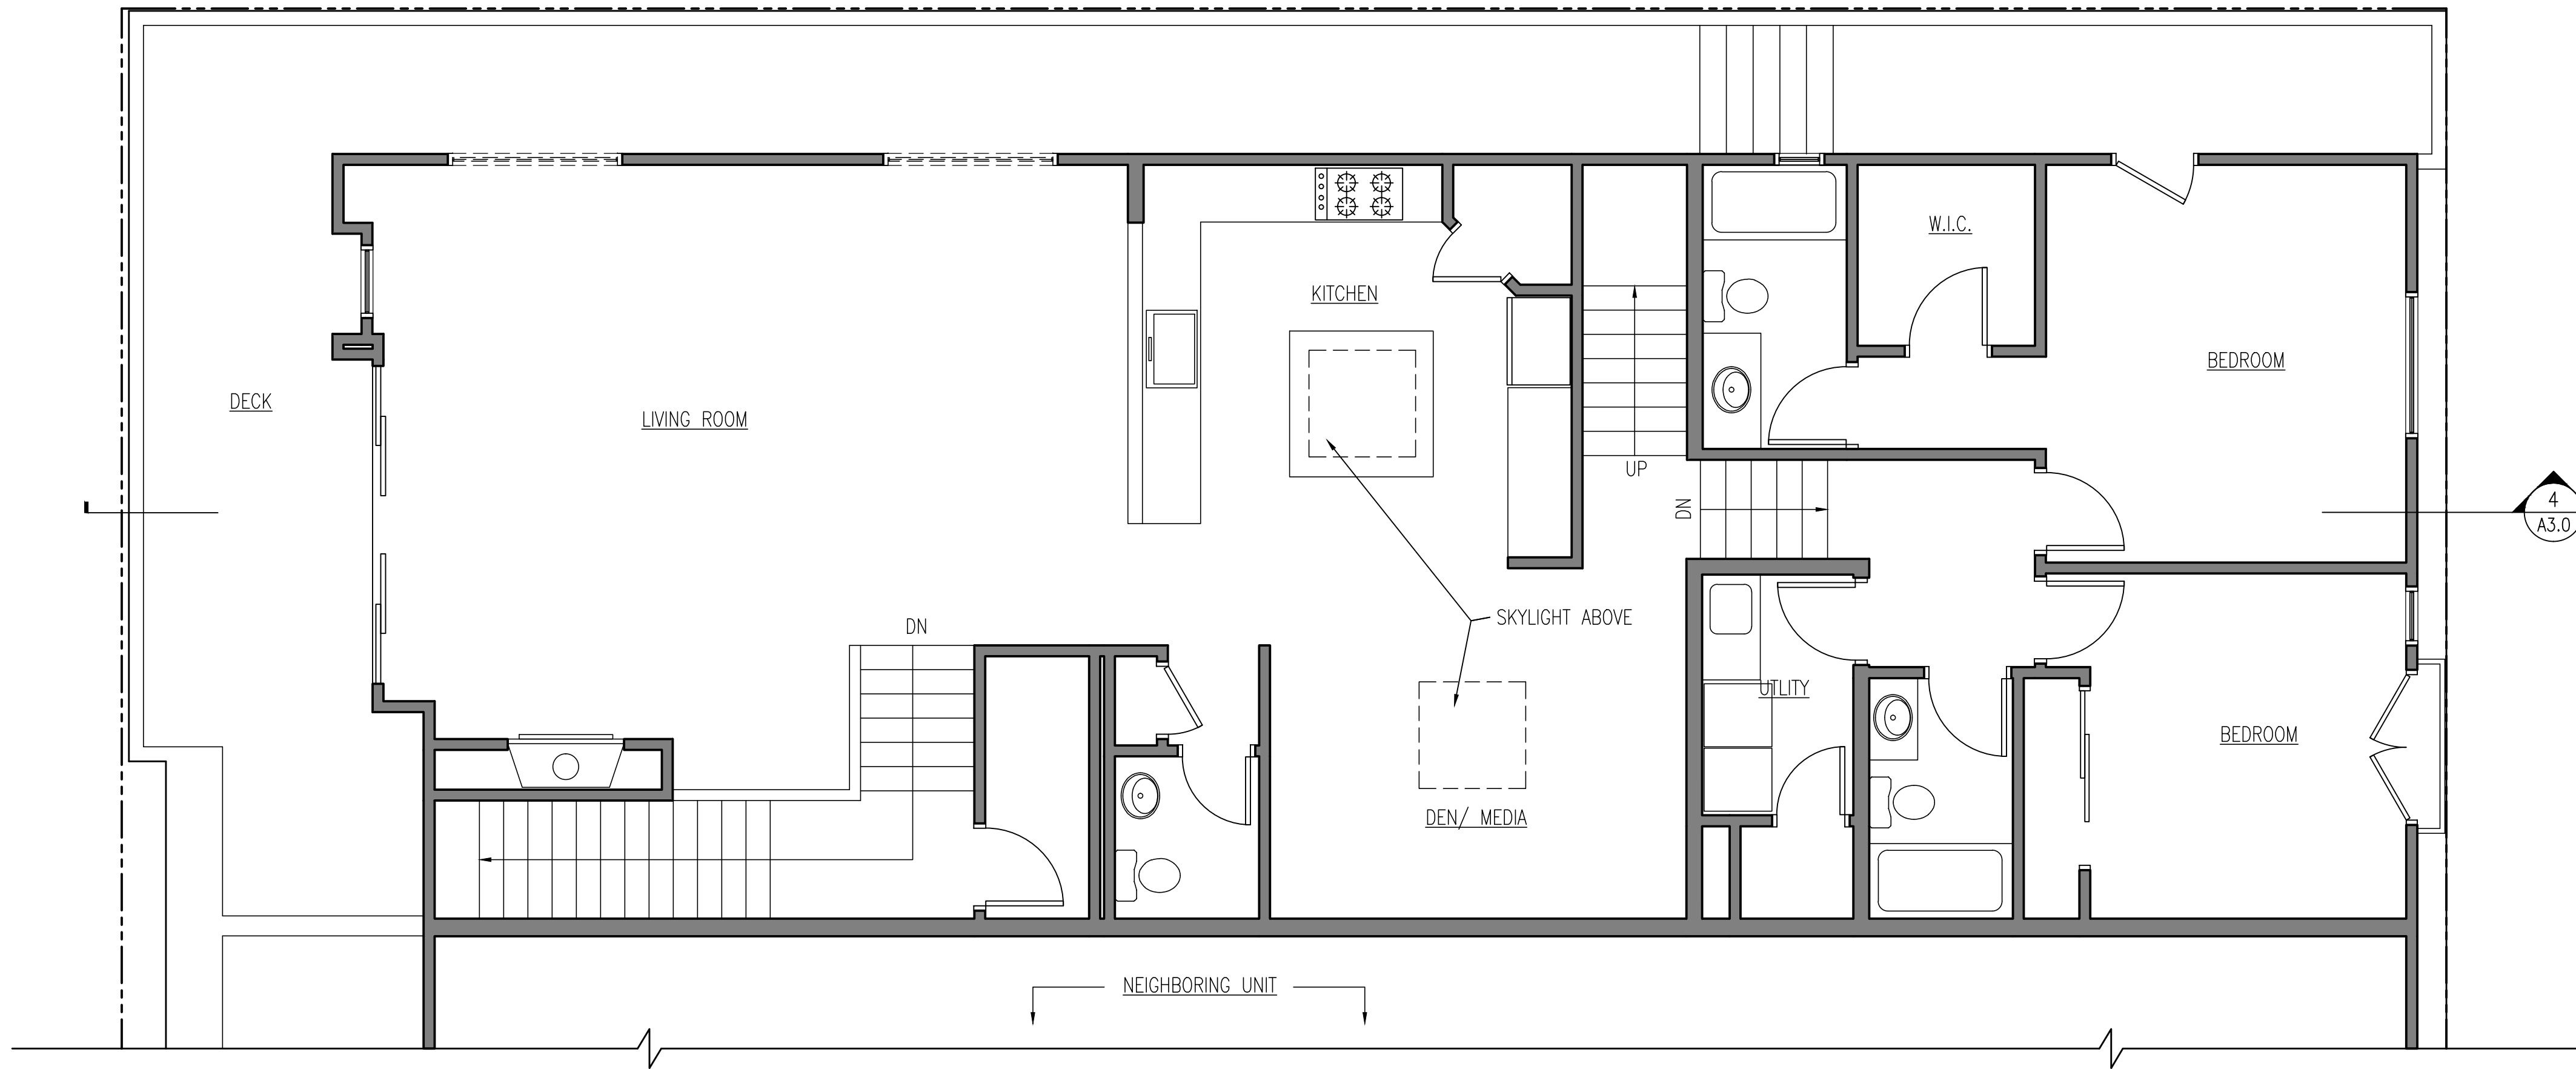 W.I.C.
KITCHEN
BEDROOM
DECK
LIVING ROOM
UP
DN
4
A3.0
SKYLIGHT ABOVE
DN
UTLITY
BEDROOM
DEN/ MEDIA
NEIGHBORING UNIT